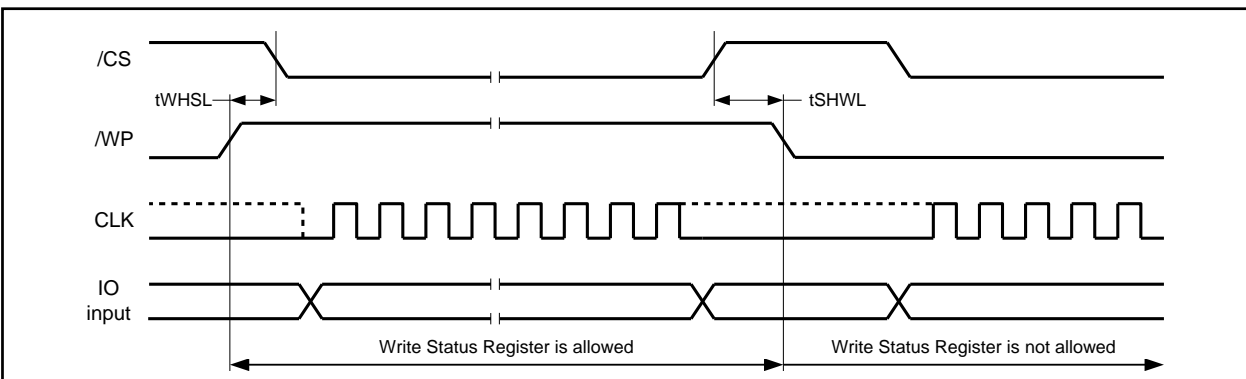 /CS
tWHSL
tSHWL
/WP
CLK
IO
input
Write Status Register is allowed
Write Status Register is not allowed